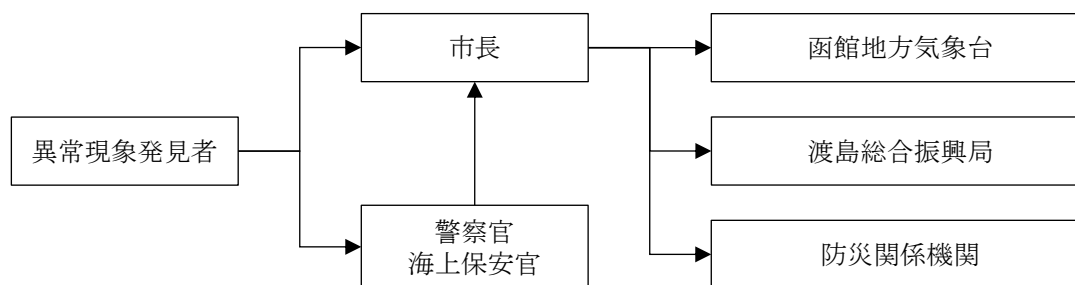 異常現象発見者
市長
警察官
海上保安官
函館地方気象台
渡島総合振興局
防災関係機関